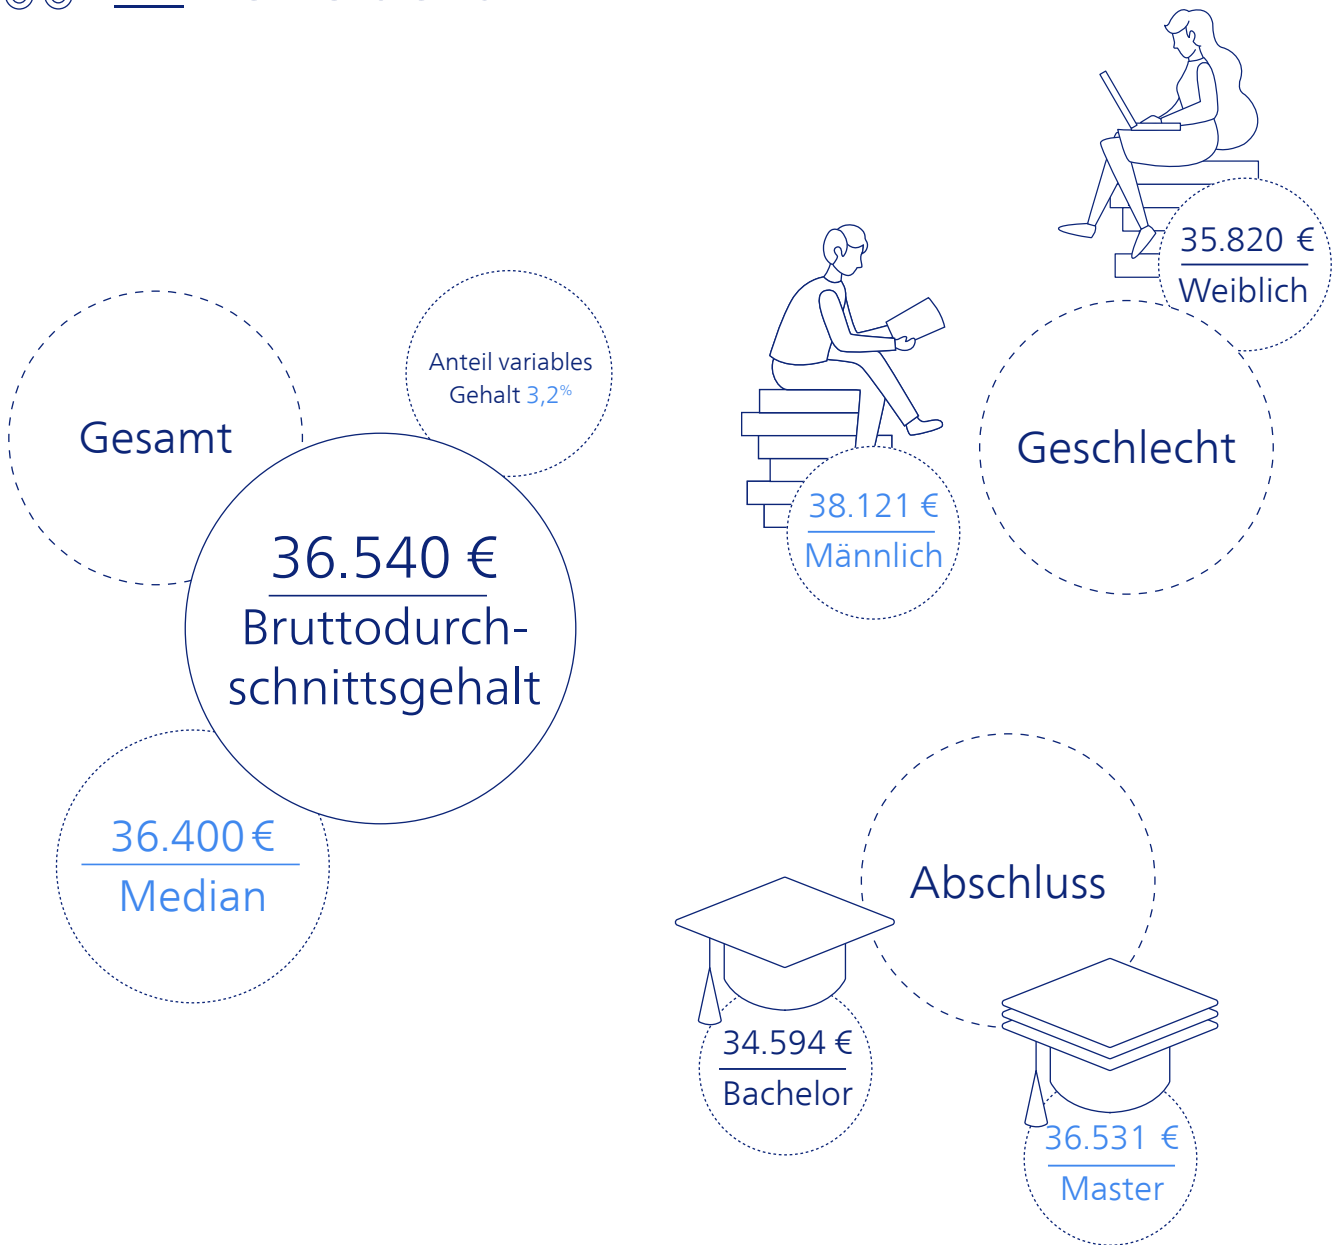 Gesamt
Anteil variables
Gehalt 3,2%
36.540 €
Bruttodurch-
schnittsgehalt
36.400 €
Median
35.820 €
Weiblich
Geschlecht
38.121 €
Männlich
Abschluss
34.594 €
Bachelor
36.531 €
Master